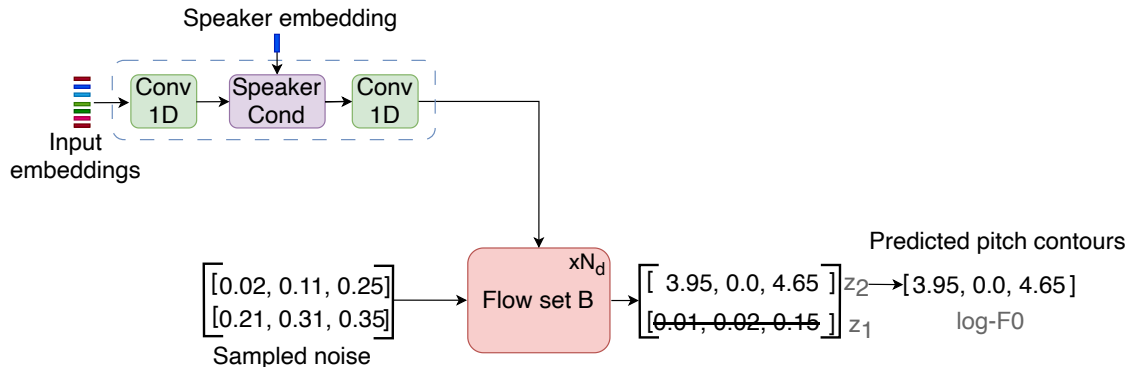 Speaker embedding
Conv
1D
Speaker
Cond
Conv
1D
Input
embeddings
xN_d
Flow set B
[0.02, 0.11, 0.25]
[0.21, 0.31, 0.35]
Sampled noise
[ 3.95, 0.0, 4.65 ] z_2
[0.01, 0.02, 0.15 ] z_1
Predicted pitch contours
[3.95, 0.0, 4.65]
log-F0